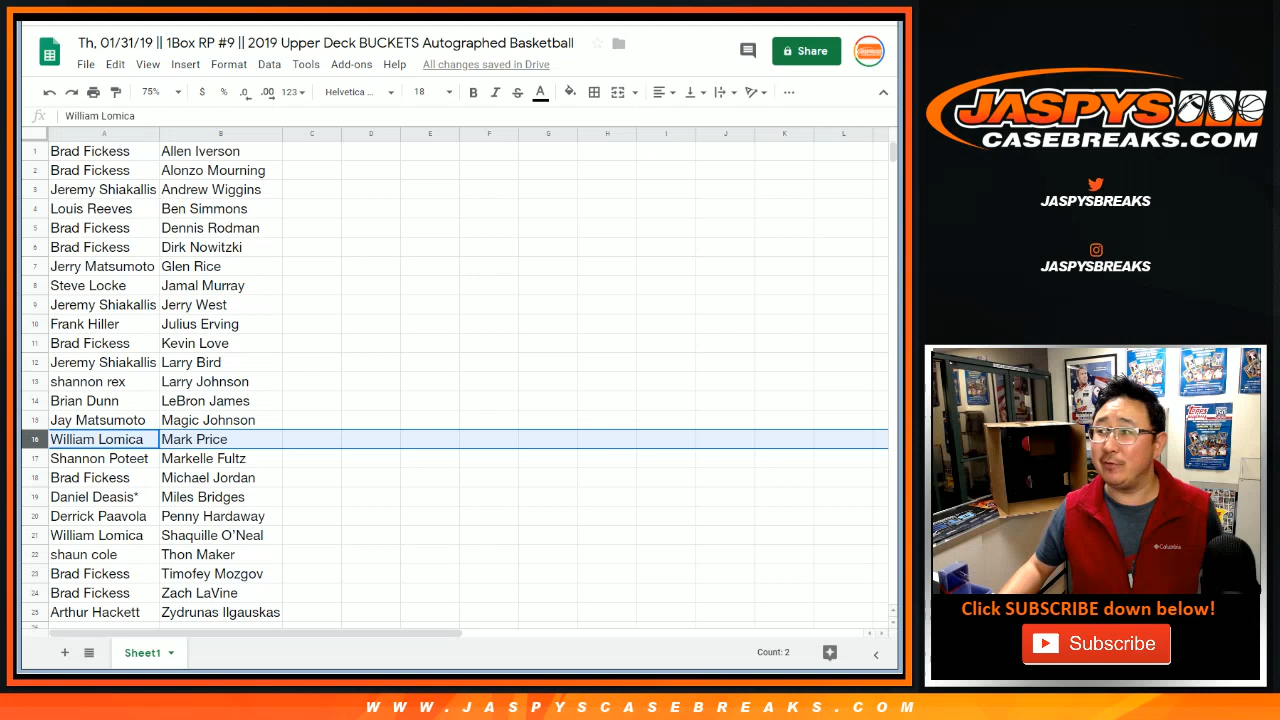 Th, 01/31/19 || 1Box RP #9 || 2019 Upper Deck BUCKETS Autographed Basketball
Share
File Edit View Insert Format Data Tools Add-ons Help All changes saved in Drive
75% $ % .0 .00 123 Helvetica ... 18 B I S A
fx William Lomica
A B C D E F G H I J K L
1 Brad Fickess Allen Iverson
2 Brad Fickess Alonzo Mourning
3 Jeremy Shiakallis Andrew Wiggins
4 Louis Reeves Ben Simmons
5 Brad Fickess Dennis Rodman
6 Brad Fickess Dirk Nowitzki
7 Jerry Matsumoto Glen Rice
8 Steve Locke Jamal Murray
9 Jeremy Shiakallis Jerry West
10 Frank Hiller Julius Erving
11 Brad Fickess Kevin Love
12 Jeremy Shiakallis Larry Bird
13 shannon rex Larry Johnson
14 Brian Dunn LeBron James
15 Jay Matsumoto Magic Johnson
16 William Lomica Mark Price
17 Shannon Poteet Markelle Fultz
18 Brad Fickess Michael Jordan
19 Daniel Deasis* Miles Bridges
20 Derrick Paavola Penny Hardaway
21 William Lomica Shaquille O'Neal
22 shaun cole Thon Maker
23 Brad Fickess Timofey Mozgov
24 Brad Fickess Zach LaVine
25 Arthur Hackett Zydrunas Ilgauskas
Sheet1
Count: 2
JASPYS
CASEBREAKS.COM
JASPYSBREAKS
JASPYSBREAKS
TOPPS
Columbia
Click SUBSCRIBE down below!
Subscribe
WWW.JASPYSCASEBREAKS.COM